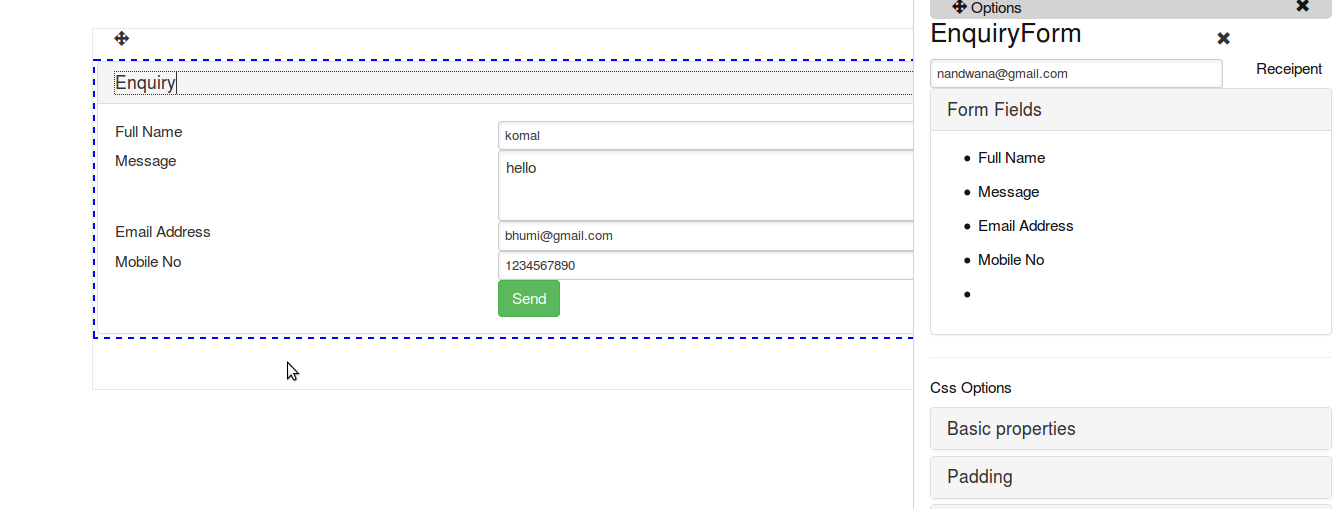 Enquiry
Full Name
komal
Message
hello
Email Address
bhumi@gmail.com
Mobile No
1234567890
Send
Options
EnquiryForm
nandwana@gmail.com
Receipent
Form Fields
Full Name
Message
Email Address
Mobile No
Css Options
Basic properties
Padding